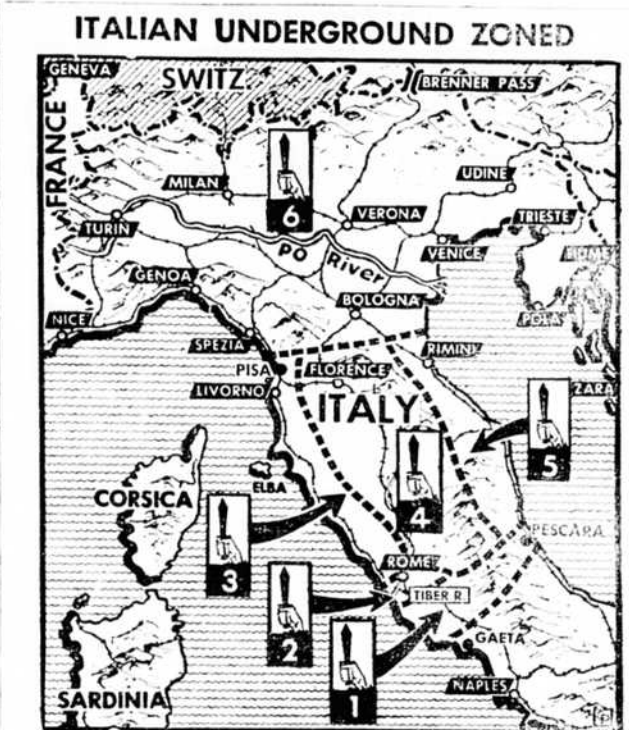 ITALIAN UNDERGROUND ZONED
GENEVA
SWITZ.
BRENNER PASS
FRANCE
MILAN
UDINE
6
VERONA
TRIESTE
TURIN
VENICE
FIUME
PO River
GENOA
BOLOGNA
NICE
POLA
SPEZIA
RIMINI
PISA
FLORENCE
LIVORNO
ZARA
ITALY
5
ELBA
4
CORSICA
PESCARA
3
ROME
TIBER R.
2
GAETA
1
NAPLES
SARDINIA